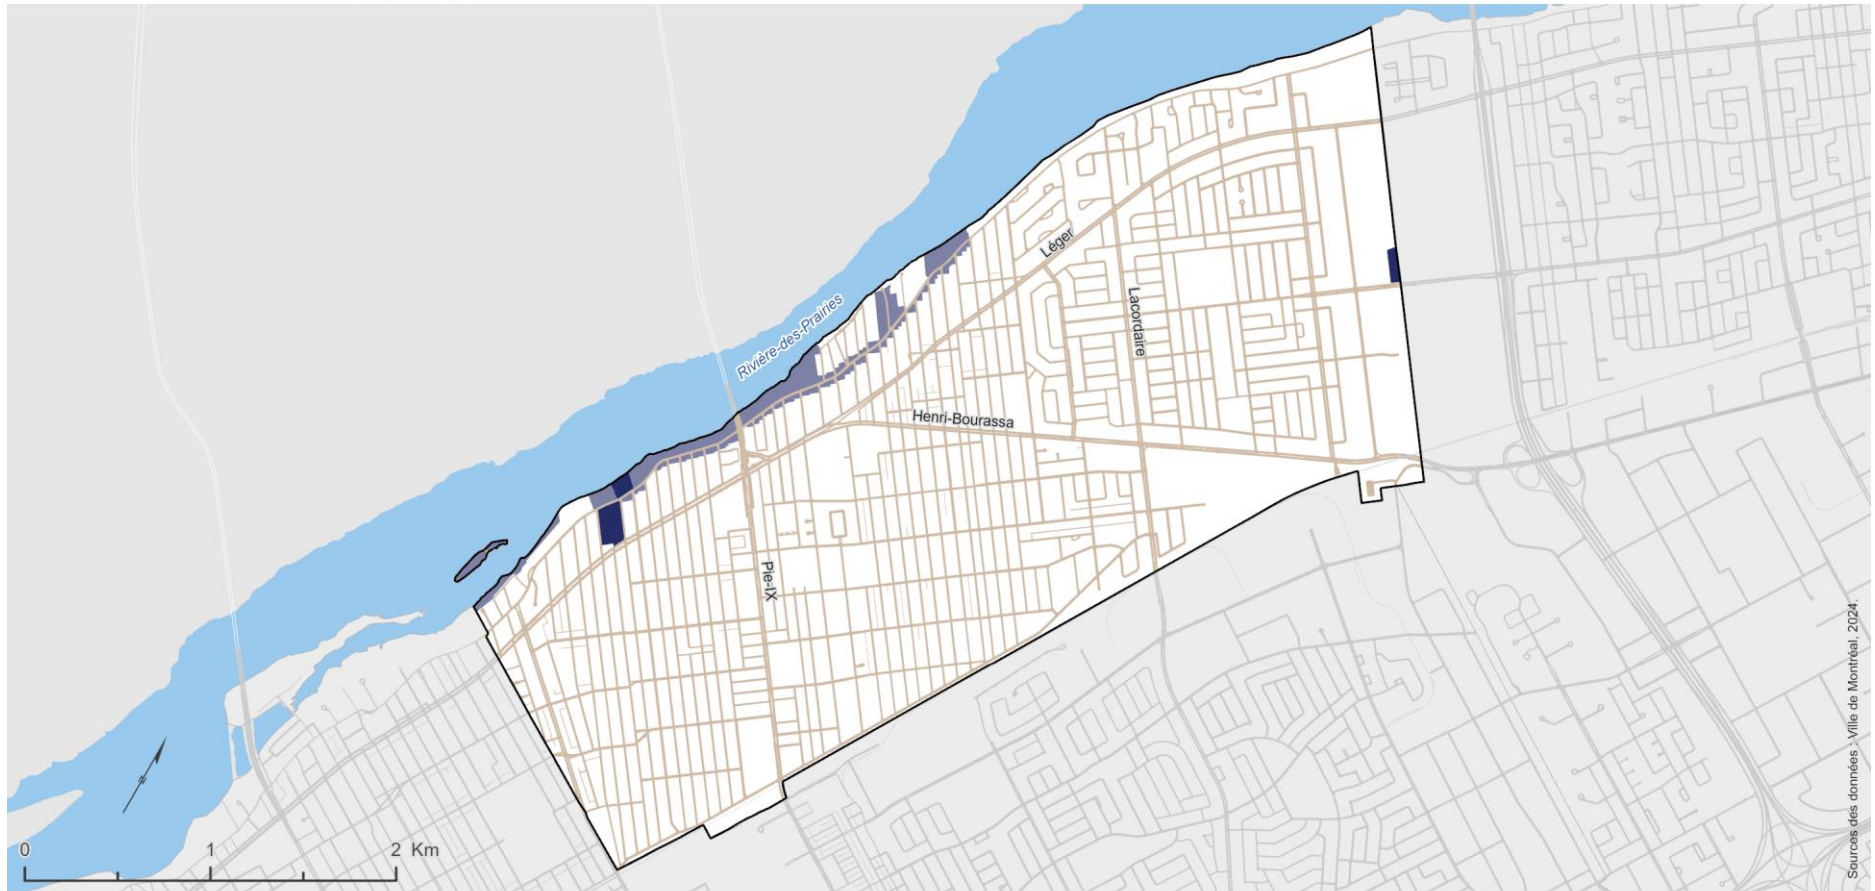 Rivière-des-Prairies
Léger
Lacordaire
Henri-Bourassa
Pie-IX
N
0 1 2 Km
Sources des données : Ville de Montréal, 2024.